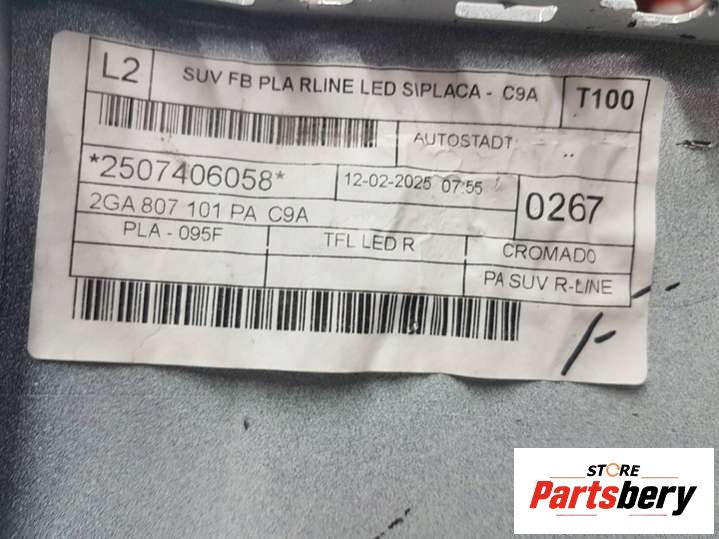 L2
SUV FB PLA RLINE LED S\PLACA - C9A
T100
AUTOSTADT:
..
*2507406058*
12-02-2025 07:55
0267
2GA 807 101 PA C9A
PLA - 095F
TFL LED R
CROMADO
PA SUV R-LINE
STORE
Partsbery